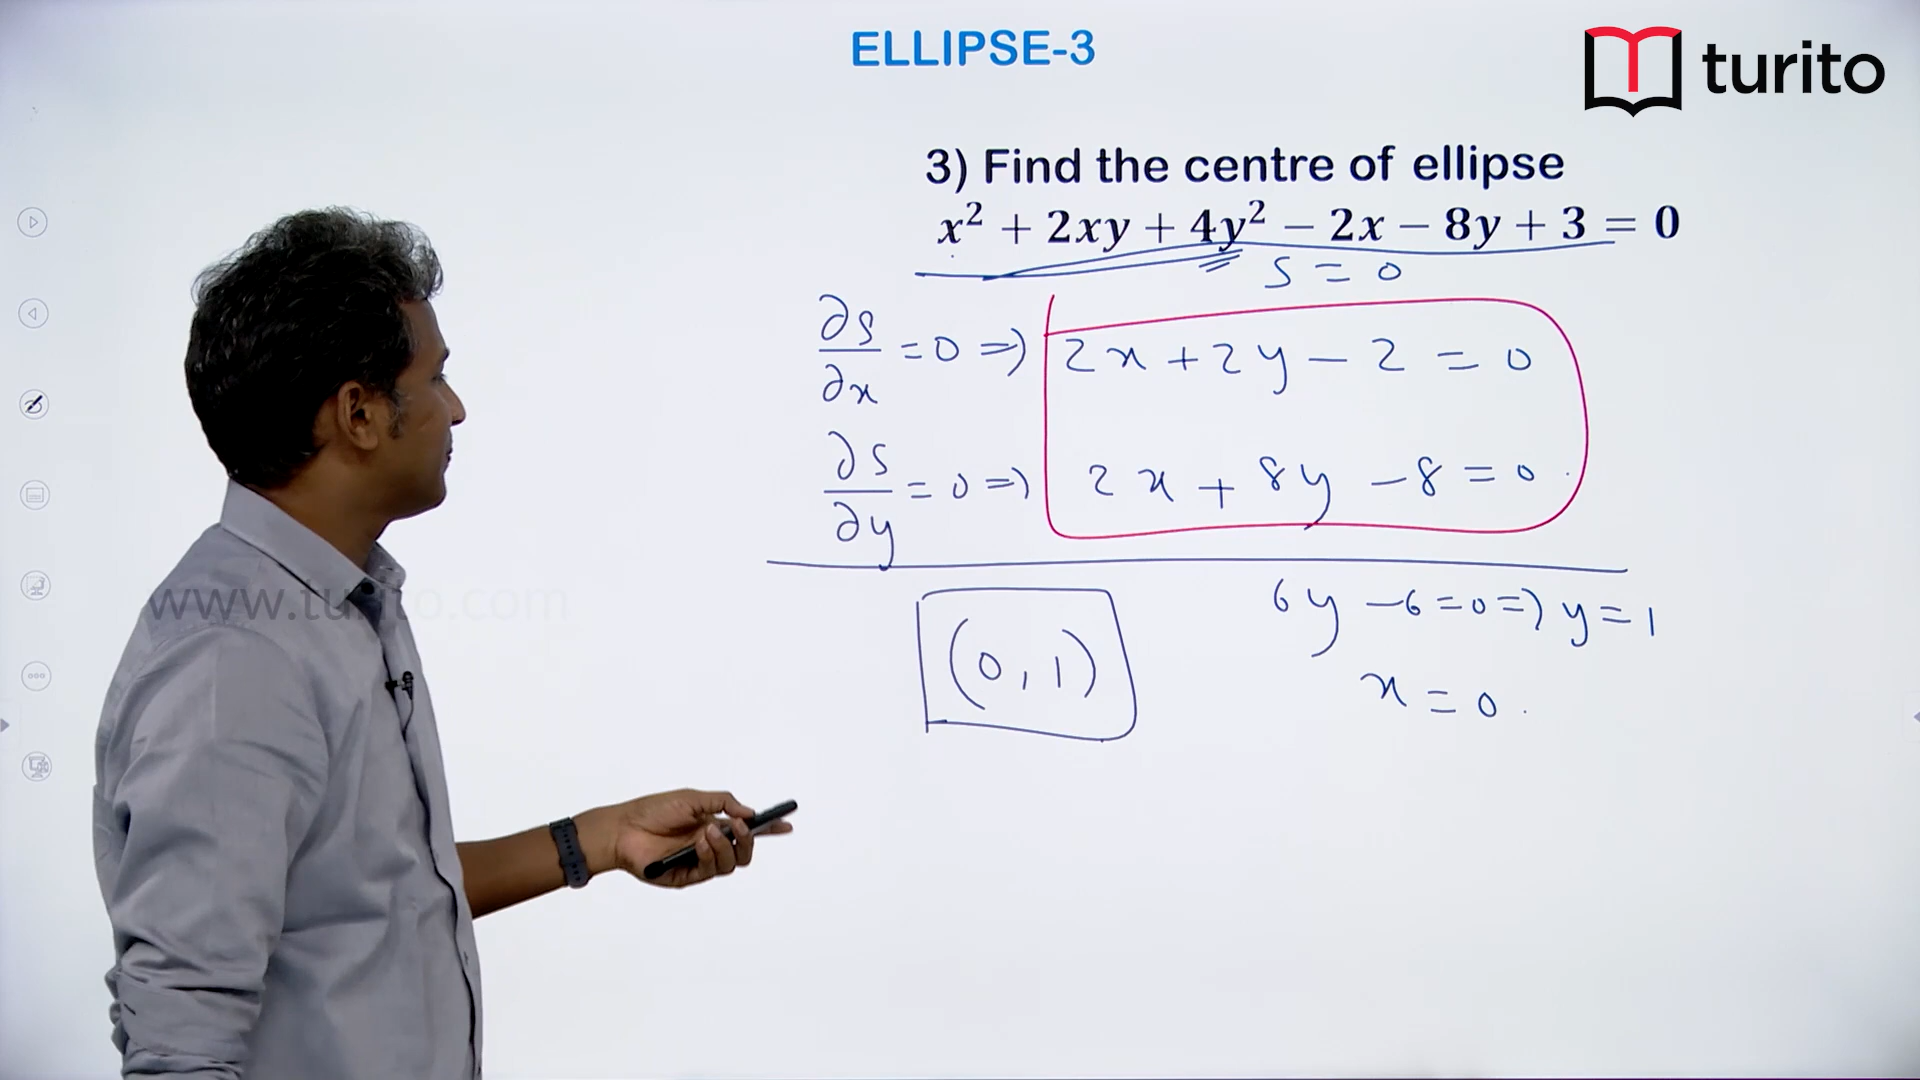 ELLIPSE-3
turito
3) Find the centre of ellipse
x² + 2xy + 4y² − 2x − 8y + 3 = 0
S = 0
∂S/∂x = 0 ⇒ 2x + 2y − 2 = 0
∂S/∂y = 0 ⇒ 2x + 8y − 8 = 0
6y − 6 = 0 ⇒ y = 1
(0, 1)
x = 0
www.turito.com